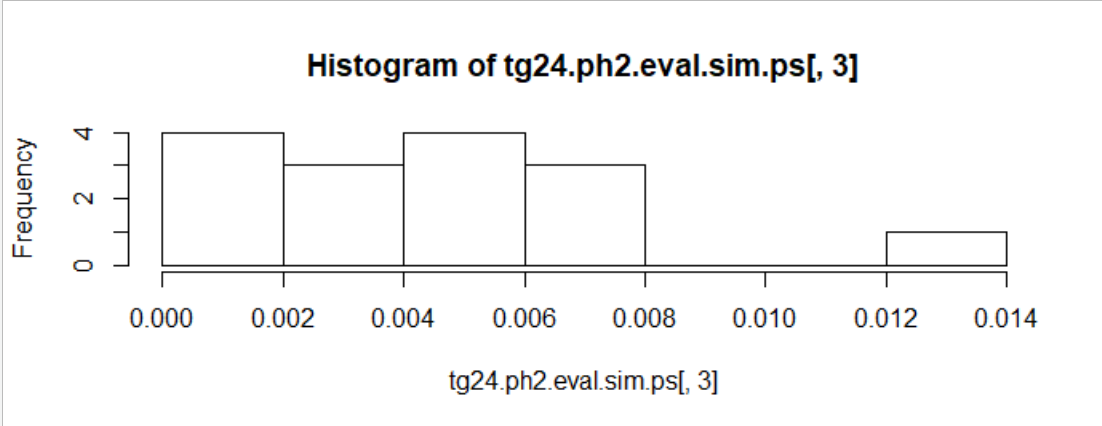 Histogram of tg24.ph2.eval.sim.ps[, 3]
Frequency
4
2
0
0.000 0.002 0.004 0.006 0.008 0.010 0.012 0.014
tg24.ph2.eval.sim.ps[, 3]